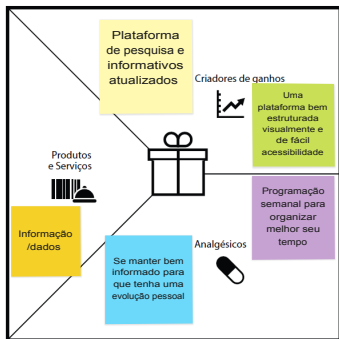 Plataforma
de pesquisa e
informativos
atualizados
Criadores de ganhos
Uma
plataforma bem
estruturada
visualmente e
de fácil
acessibilidade
Produtos
e Serviços
Informação
/dados
Se manter bem
informado para
que tenha uma
evolução pessoal
Analgésicos
Programação
semanal para
organizar
melhor seu
tempo